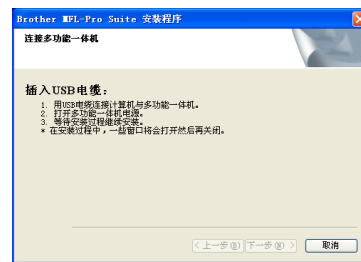 Brother MFL-Pro Suite 安装程序
连接多功能一体机
插入USB电缆：
1. 用USB电缆连接计算机与多功能一体机。
2. 打开多功能一体机电源。
3. 等待安装过程继续安装。
* 在安装过程中，一些窗口将会打开然后再关闭。
< 上一步(B) 下一步(N) > 取消